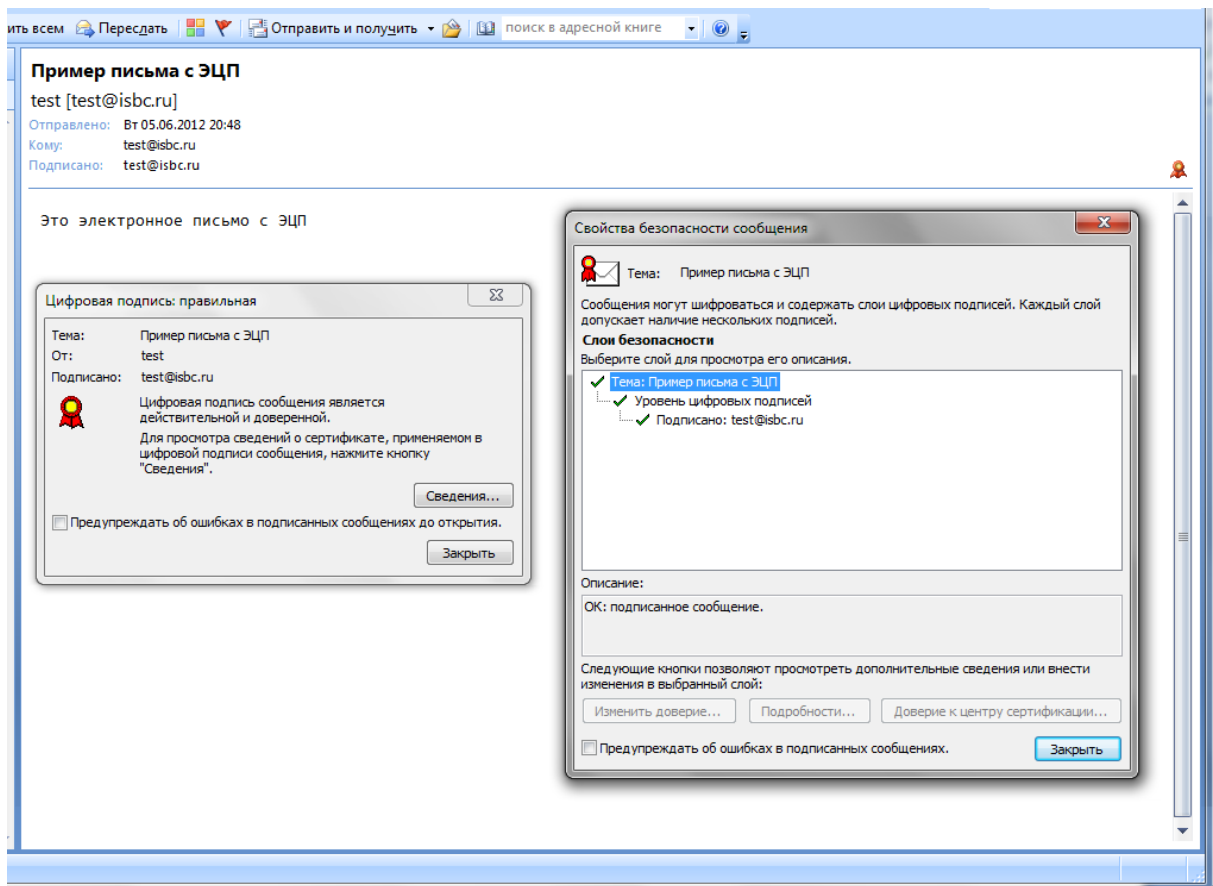 ить всем Переслать Отправить и получить поиск в адресной книге
Пример письма с ЭЦП
test [test@isbc.ru]
Отправлено: Вт 05.06.2012 20:48
Кому: test@isbc.ru
Подписано: test@isbc.ru
Это электронное письмо с ЭЦП
Цифровая подпись: правильная
Тема: Пример письма с ЭЦП
От: test
Подписано: test@isbc.ru
Цифровая подпись сообщения является
действительной и доверенной.
Для просмотра сведений о сертификате, применяемом в
цифровой подписи сообщения, нажмите кнопку
"Сведения".
Сведения...
Предупреждать об ошибках в подписанных сообщениях до открытия.
Закрыть
Свойства безопасности сообщения
Тема: Пример письма с ЭЦП
Сообщения могут шифроваться и содержать слои цифровых подписей. Каждый слой
допускает наличие нескольких подписей.
Слои безопасности
Выберите слой для просмотра его описания.
Тема: Пример письма с ЭЦП
Уровень цифровых подписей
Подписано: test@isbc.ru
Описание:
ОК: подписанное сообщение.
Следующие кнопки позволяют просмотреть дополнительные сведения или внести
изменения в выбранный слой:
Изменить доверие... Подробности... Доверие к центру сертификации...
Предупреждать об ошибках в подписанных сообщениях.
Закрыть